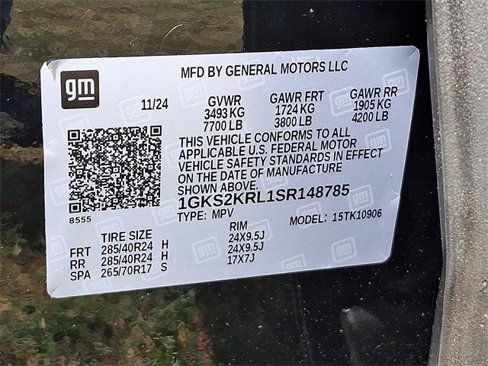 gm
MFD BY GENERAL MOTORS LLC
11/24 GVWR GAWR FRT GAWR RR
3493 KG 1724 KG 1905 KG
7700 LB 3800 LB 4200 LB
THIS VEHICLE CONFORMS TO ALL
APPLICABLE U.S. FEDERAL MOTOR
VEHICLE SAFETY STANDARDS IN EFFECT
ON THE DATE OF MANUFACTURE
SHOWN ABOVE.
8555
1GKS2KRL1SR148785
TYPE: MPV MODEL: 15TK10906
TIRE SIZE RIM
FRT 285/40R24 H 24X9.5J
RR 285/40R24 H 24X9.5J
SPA 265/70R17 S 17X7J